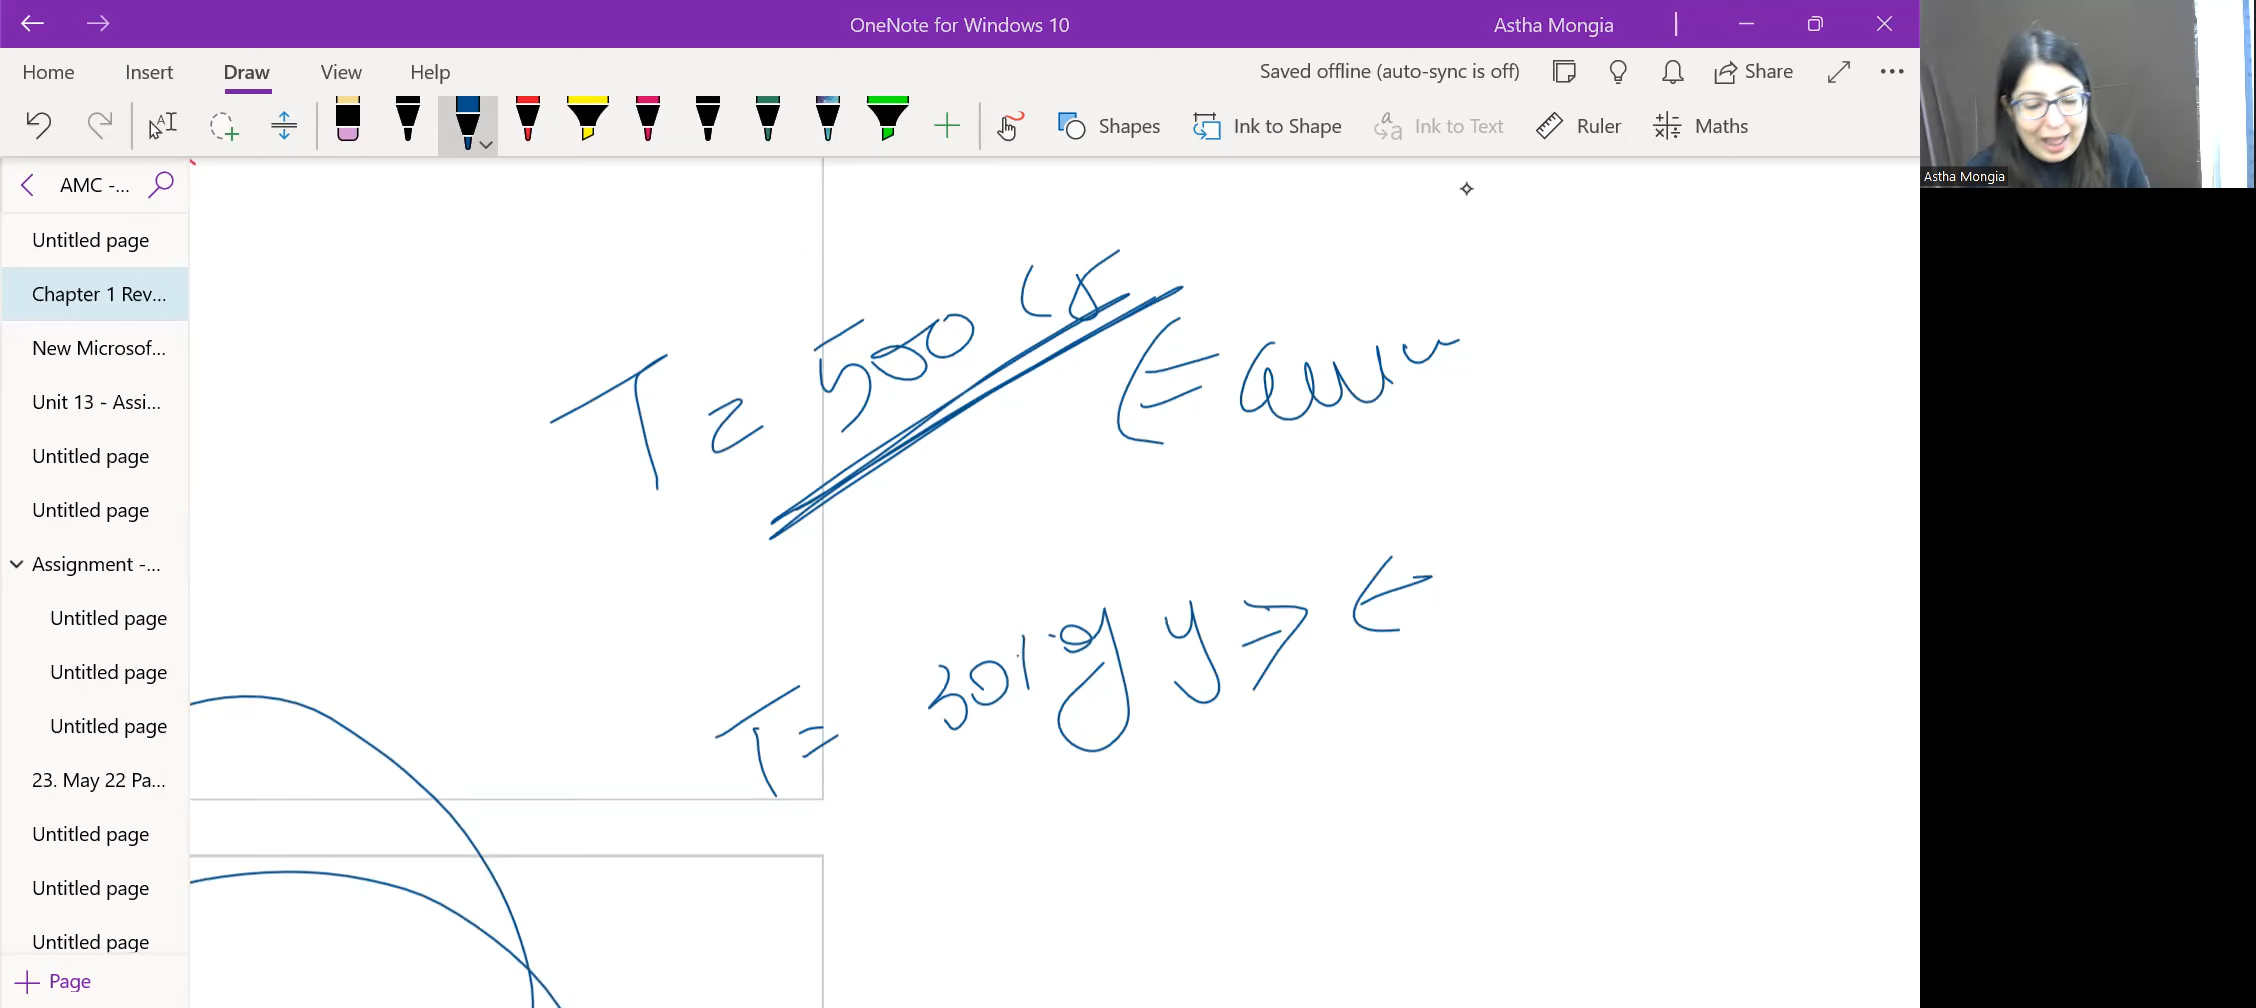 OneNote for Windows 10
Astha Mongia
Home Insert Draw View Help
Saved offline (auto-sync is off)
Share
Shapes
Ink to Shape
Ink to Text
Ruler
Maths
Astha Mongia
AMC -...
Untitled page
Chapter 1 Rev...
New Microsof...
Unit 13 - Assi...
Untitled page
Untitled page
Assignment -...
Untitled page
Untitled page
Untitled page
23. May 22 Pa...
Untitled page
Untitled page
Untitled page
Page
T = 500 cr
T =